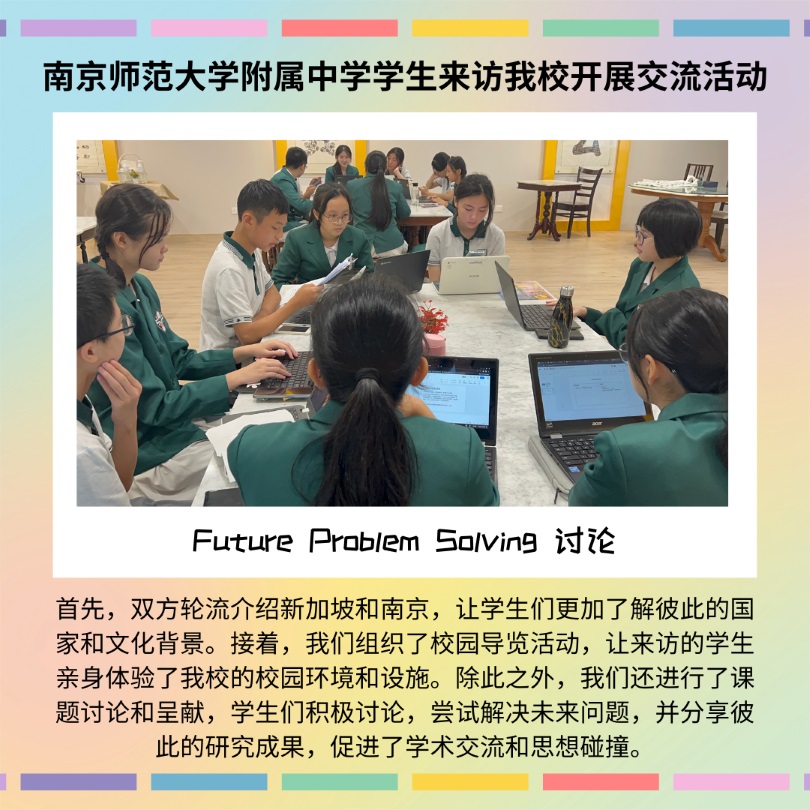 南京师范大学附属中学学生来访我校开展交流活动
Future Problem Solving 讨论
首先，双方轮流介绍新加坡和南京，让学生们更加了解彼此的国
家和文化背景。接着，我们组织了校园导览活动，让来访的学生
亲身体验了我校的校园环境和设施。除此之外，我们还进行了课
题讨论和呈献，学生们积极讨论，尝试解决未来问题，并分享彼
此的研究成果，促进了学术交流和思想碰撞。